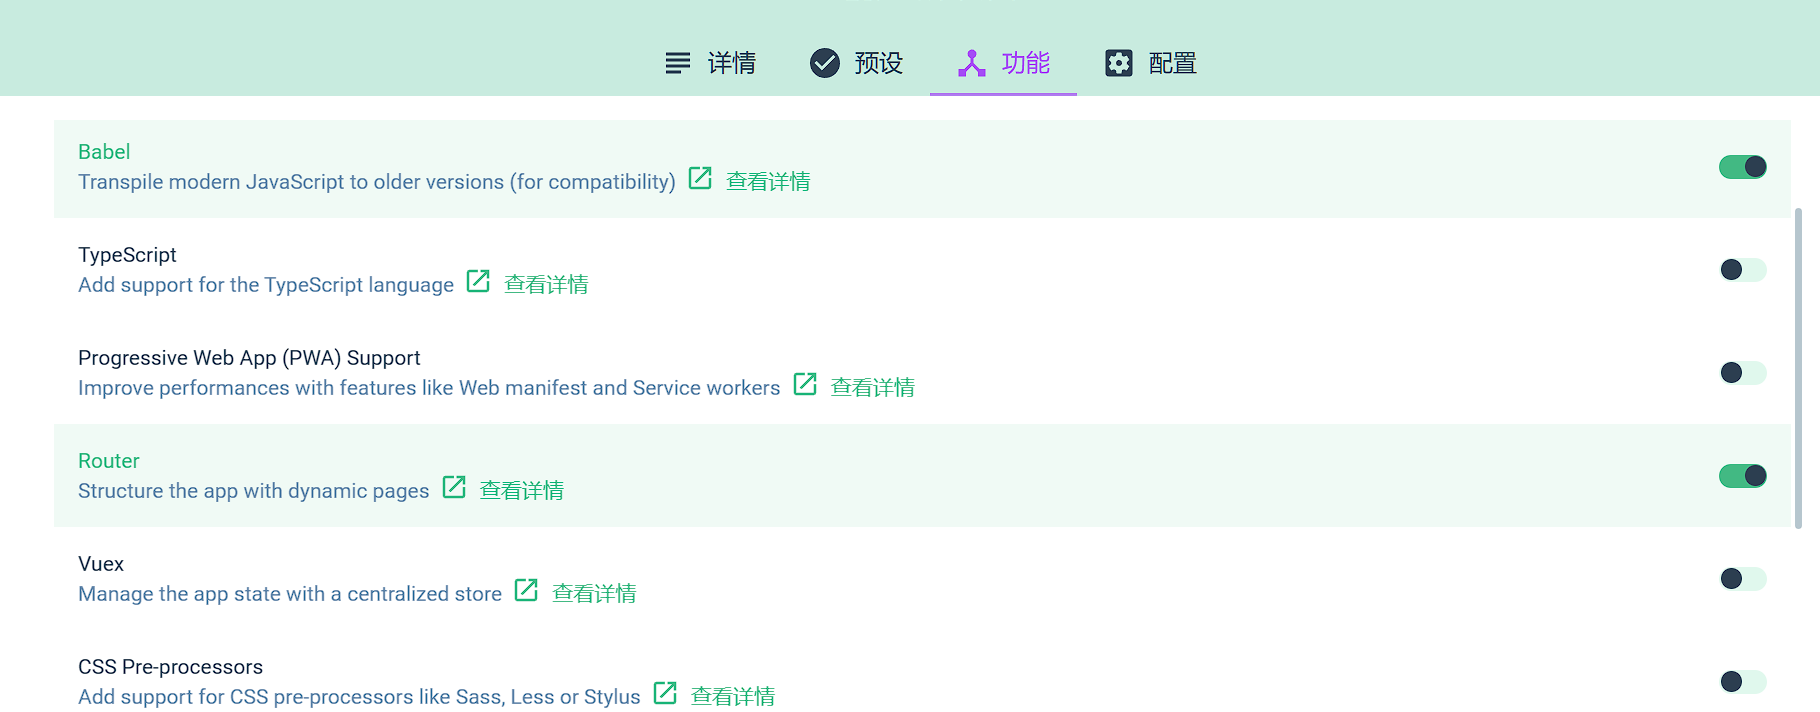 详情 预设 功能 配置
Babel
Transpile modern JavaScript to older versions (for compatibility) 查看详情
TypeScript
Add support for the TypeScript language 查看详情
Progressive Web App (PWA) Support
Improve performances with features like Web manifest and Service workers 查看详情
Router
Structure the app with dynamic pages 查看详情
Vuex
Manage the app state with a centralized store 查看详情
CSS Pre-processors
Add support for CSS pre-processors like Sass, Less or Stylus 查看详情